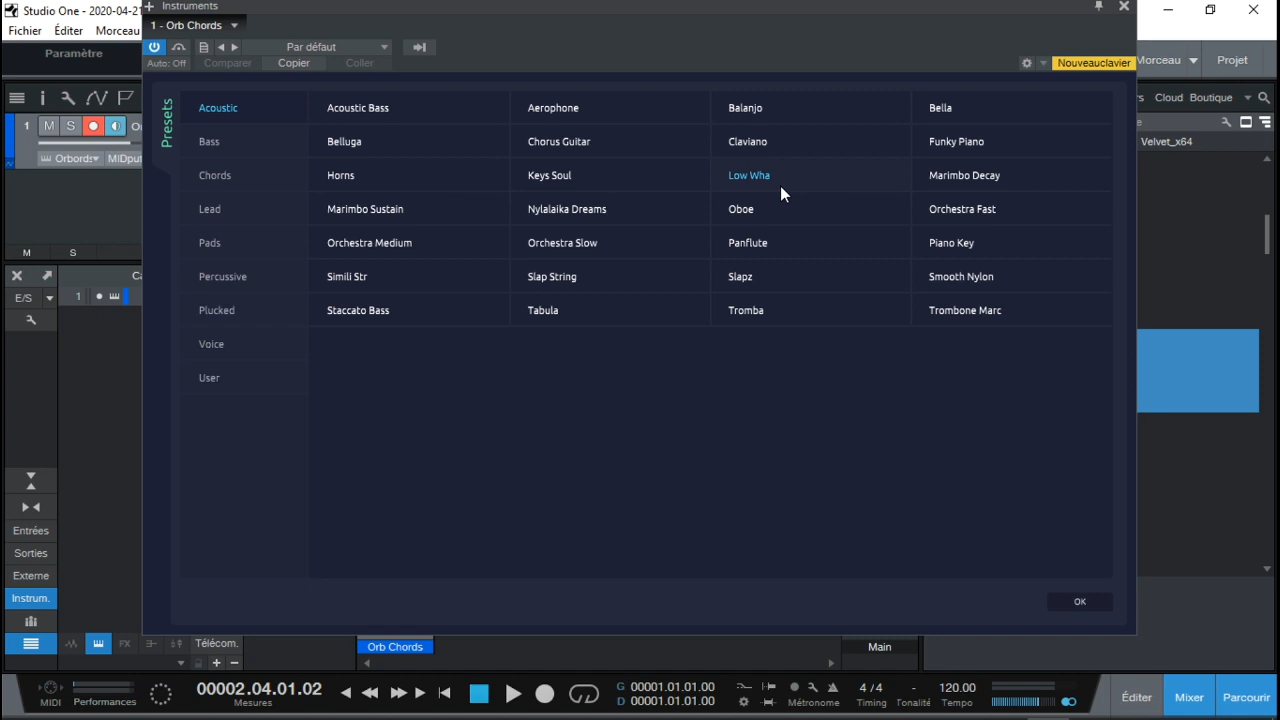 Studio One - 2020-04-21
Instruments
Fichier Éditer Morceau
1 - Orb Chords
Paramètre
Par défaut
Auto: Off Comparer Copier Coller
Nouveauclavier
Morceau Projet
Cloud Boutique
Velvet_x64
1 M S
Orbords MIDput
M S
E/S
1
Entrées
Sorties
Externe
Instrum.
Presets
Acoustic Acoustic Bass Aerophone Balanjo Bella
Bass Belluga Chorus Guitar Claviano Funky Piano
Chords Horns Keys Soul Low Wha Marimbo Decay
Lead Marimbo Sustain Nylalaika Dreams Oboe Orchestra Fast
Pads Orchestra Medium Orchestra Slow Panflute Piano Key
Percussive Simili Str Slap String Slapz Smooth Nylon
Plucked Staccato Bass Tabula Tromba Trombone Marc
Voice
User
OK
FX Télécom. Orb Chords Main
MIDI Performances
00002.04.01.02
Mesures
G 00001.01.01.00
D 00001.01.01.00
Métronome
4 / 4
Timing
-
Tonalité
120.00
Tempo
Éditer Mixer Parcourir